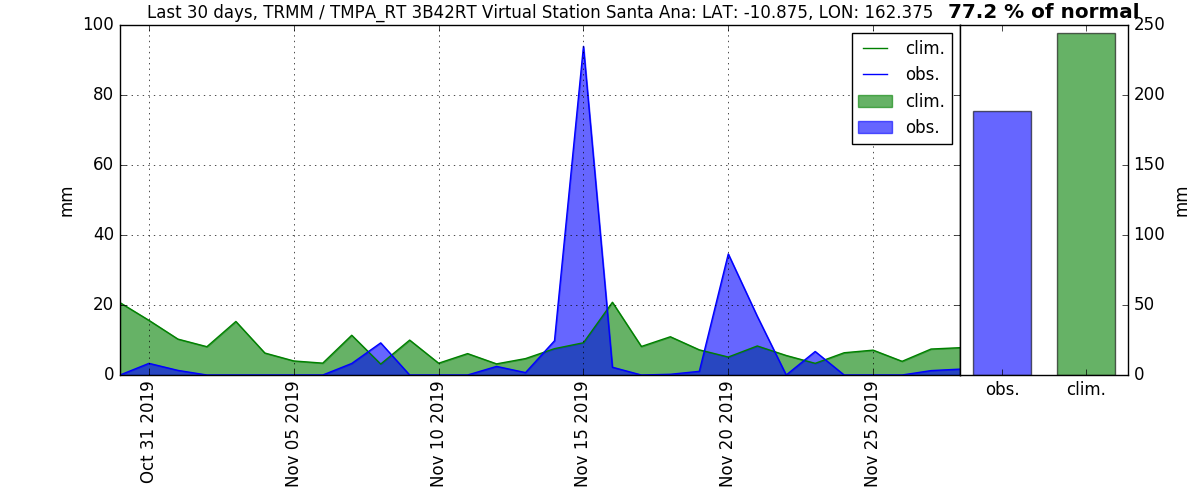 Last 30 days, TRMM / TMPA_RT 3B42RT Virtual Station Santa Ana: LAT: -10.875, LON: 162.375 77.2 % of normal
100
80
60
40
20
0
mm
clim.
obs.
clim.
obs.
Oct 31 2019
Nov 05 2019
Nov 10 2019
Nov 15 2019
Nov 20 2019
Nov 25 2019
250
200
150
100
50
0
mm
obs. clim.